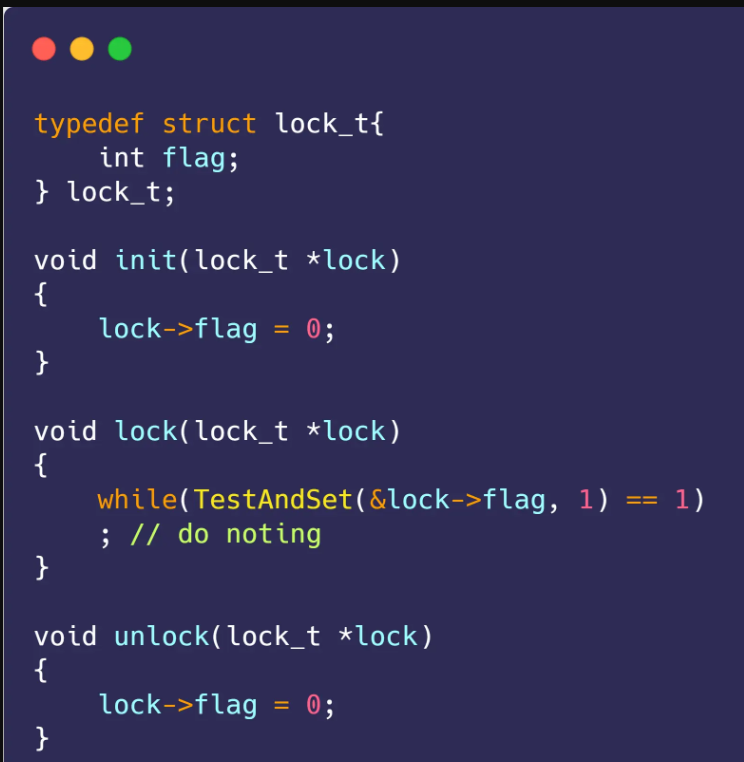 typedef struct lock_t{
    int flag;
} lock_t;

void init(lock_t *lock)
{
    lock->flag = 0;
}

void lock(lock_t *lock)
{
    while(TestAndSet(&lock->flag, 1) == 1)
    ; // do noting
}

void unlock(lock_t *lock)
{
    lock->flag = 0;
}